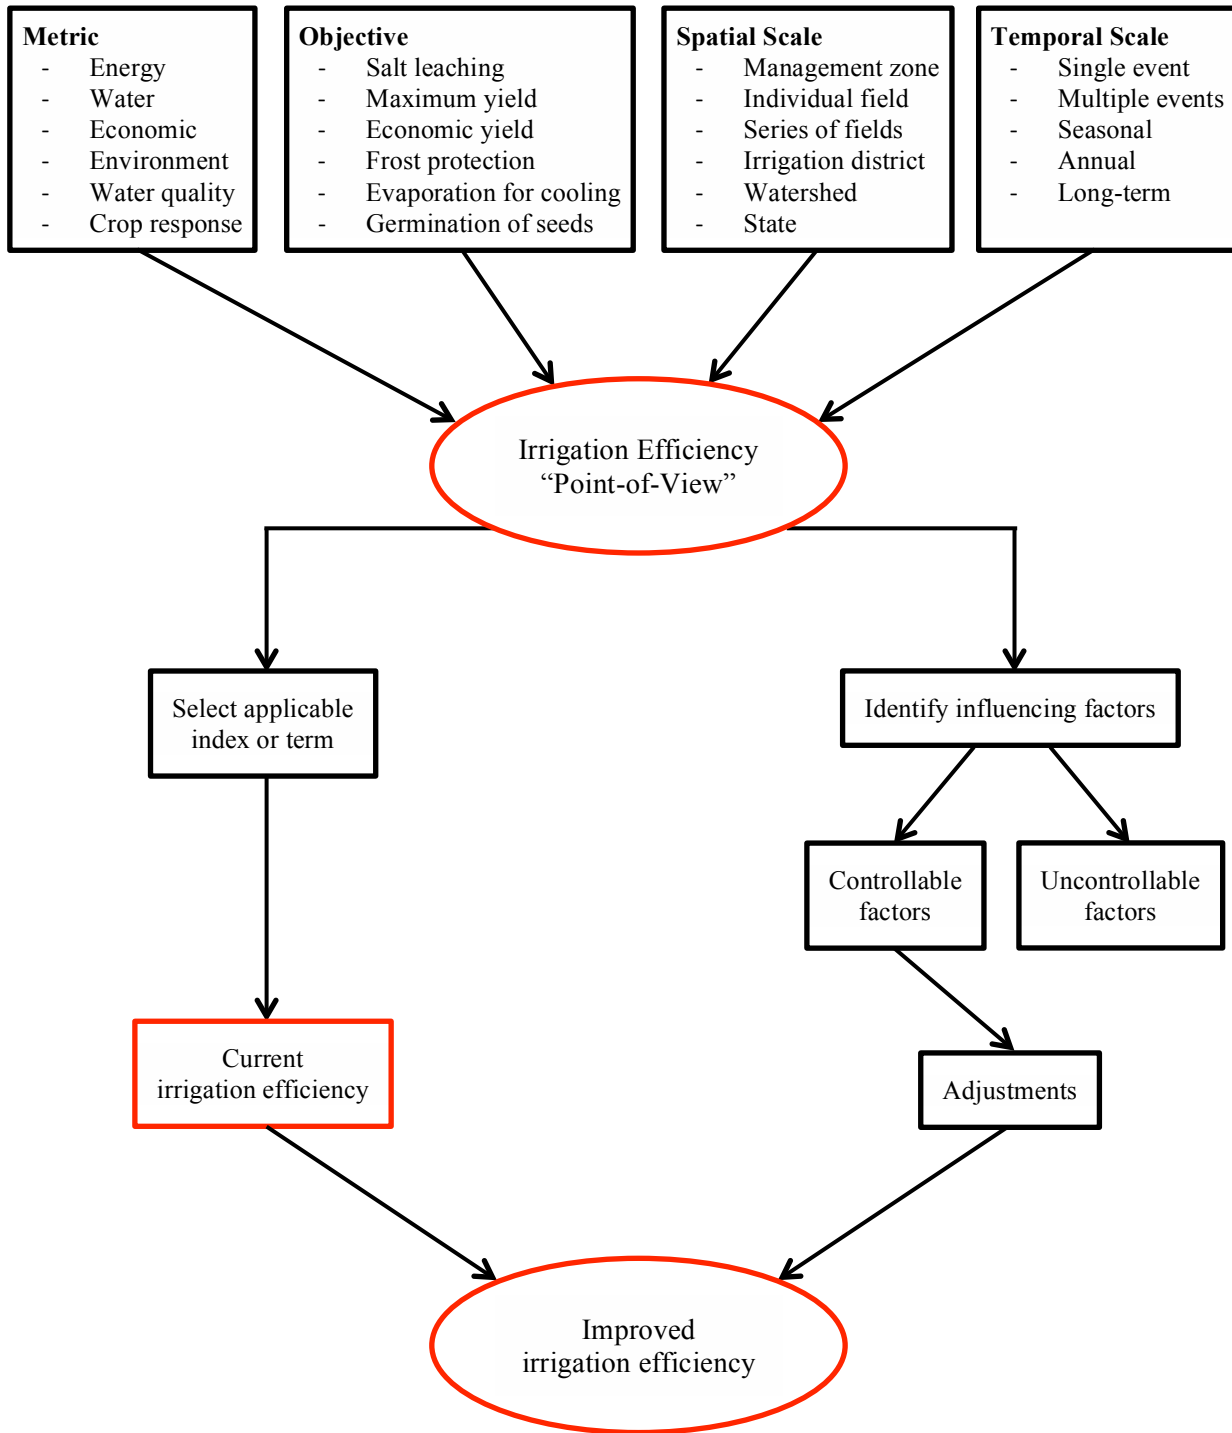 Metric
- Energy
- Water
- Economic
- Environment
- Water quality
- Crop response
Objective
- Salt leaching
- Maximum yield
- Economic yield
- Frost protection
- Evaporation for cooling
- Germination of seeds
Spatial Scale
- Management zone
- Individual field
- Series of fields
- Irrigation district
- Watershed
- State
Temporal Scale
- Single event
- Multiple events
- Seasonal
- Annual
- Long-term
Irrigation Efficiency
“Point-of-View”
Select applicable
index or term
Identify influencing factors
Controllable
factors
Uncontrollable
factors
Current
irrigation efficiency
Adjustments
Improved
irrigation efficiency